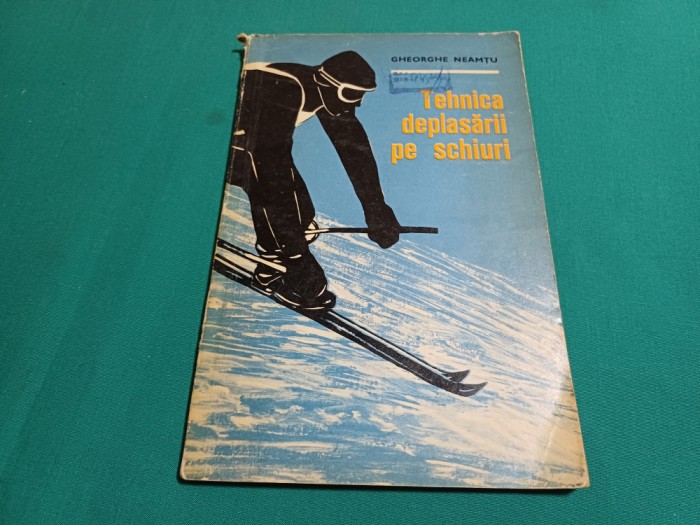 GHEORGHE NEAMȚU
Tehnica
deplasării
pe schiuri